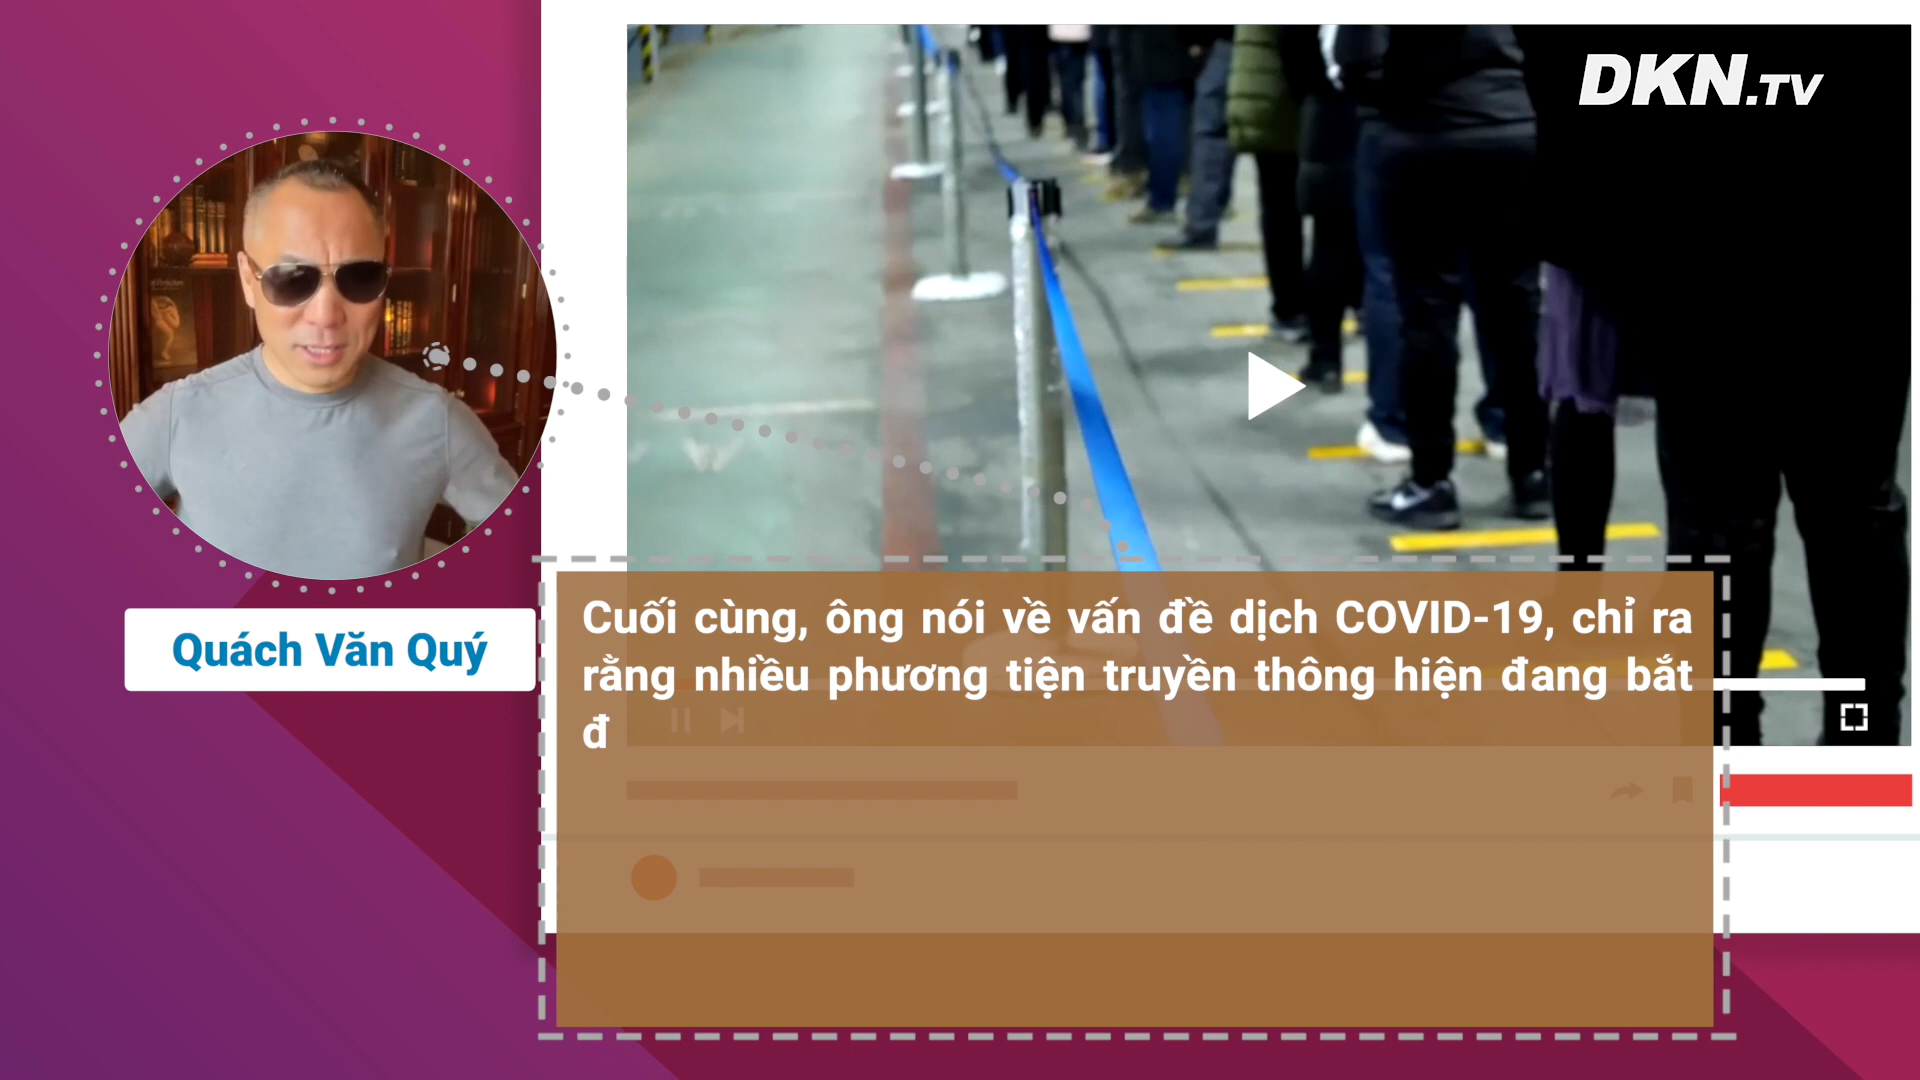 DKN.TV
Quách Văn Quý
Cuối cùng, ông nói về vấn đề dịch COVID-19, chỉ ra
rằng nhiều phương tiện truyền thông hiện đang bắt
đ